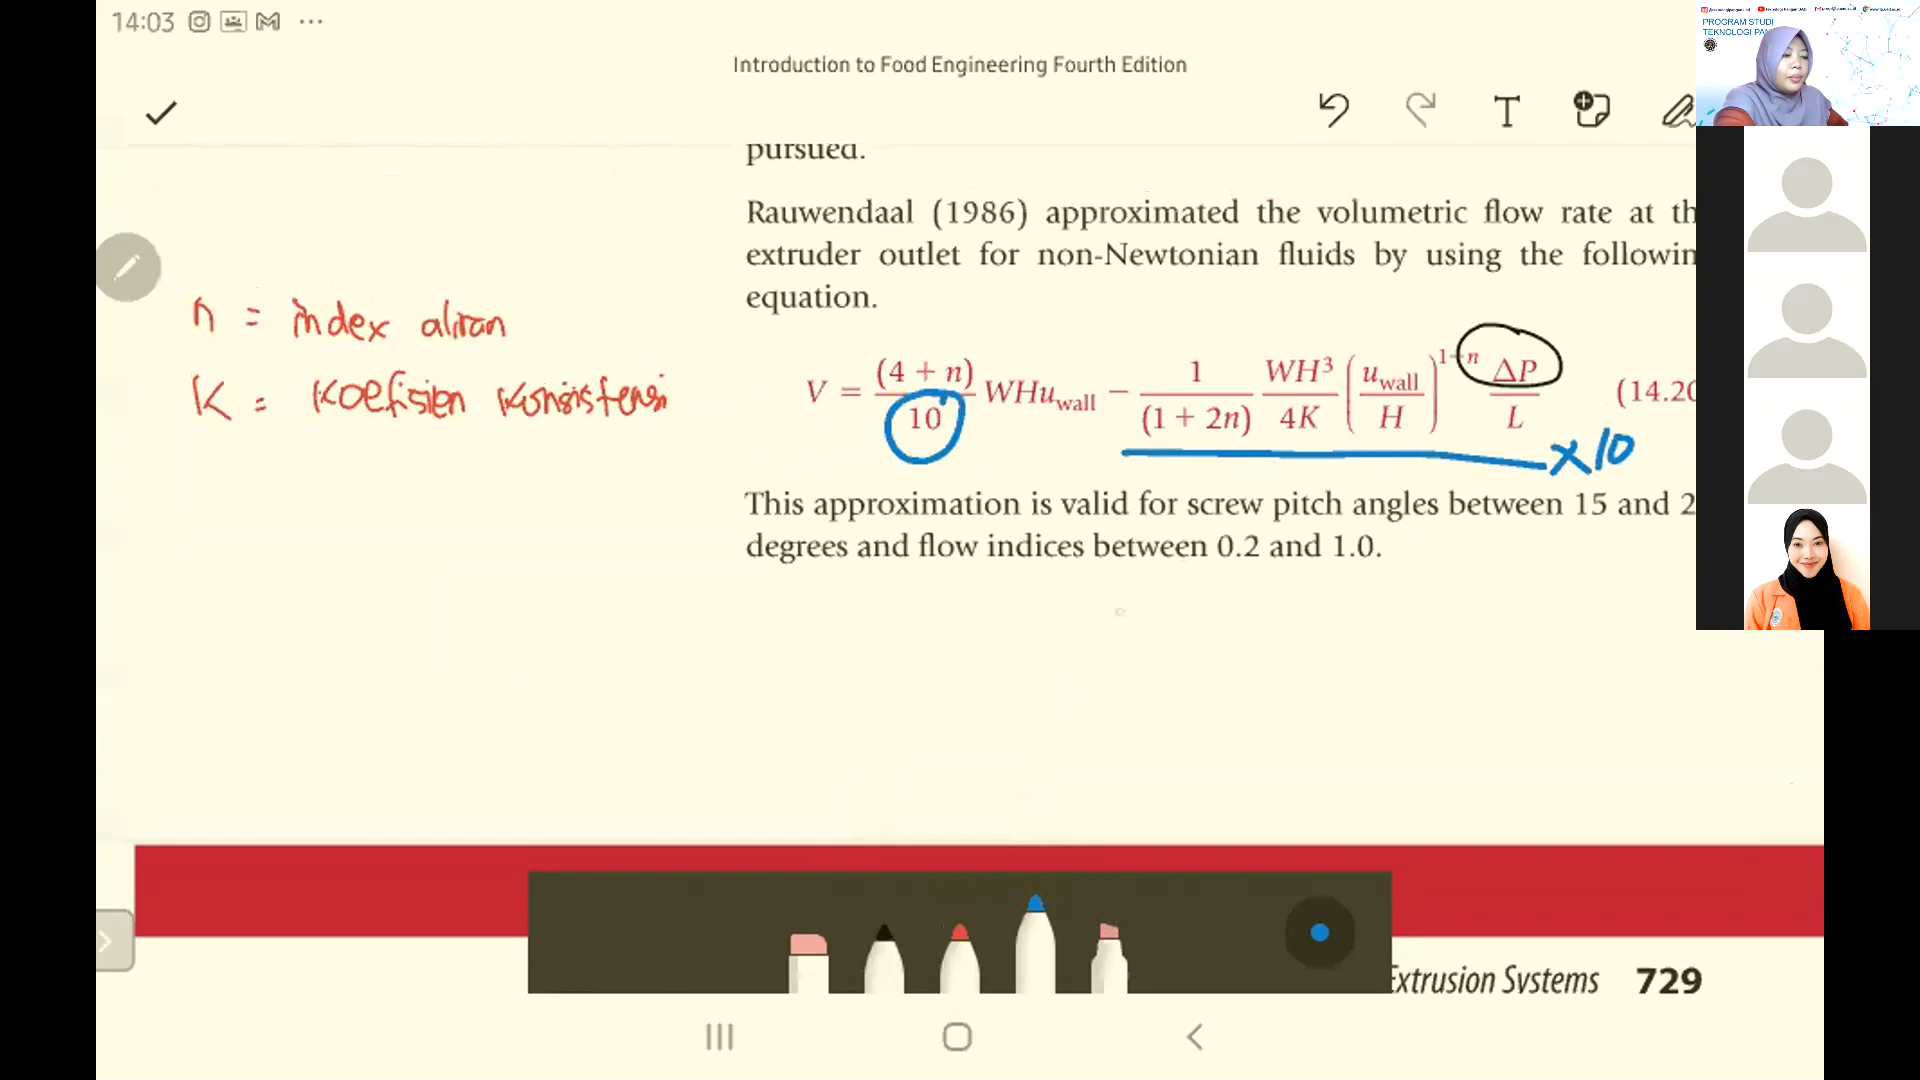 14:03 ...
Introduction to Food Engineering Fourth Edition
PROGRAM STUDI
TEKNOLOGI PAN
T
pursued.
Rauwendaal (1986) approximated the volumetric flow rate at th
extruder outlet for non-Newtonian fluids by using the followin
equation.
n = index aliran
K = Koefisien Konsistensi
V = (4 + n)/10 WHu_wall − 1/(1 + 2n) WH³/4K (u_wall/H)^(1−n) ΔP/L (14.20
×10
This approximation is valid for screw pitch angles between 15 and 2
degrees and flow indices between 0.2 and 1.0.
Extrusion Systems 729